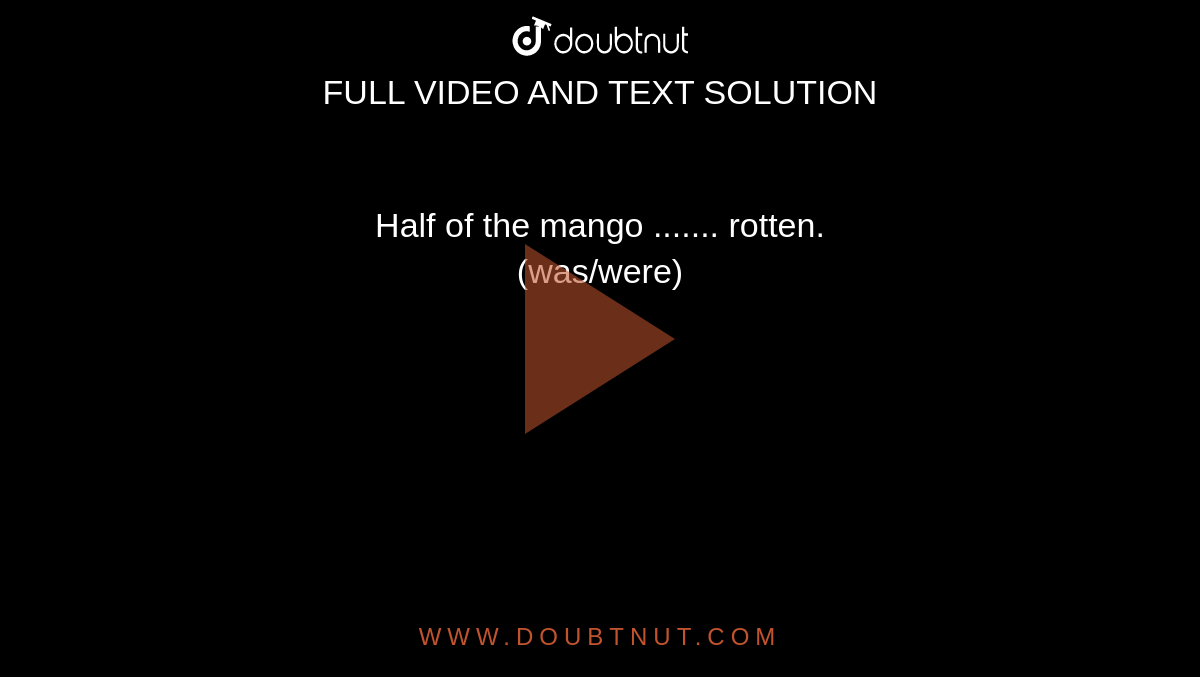 doubtnut
FULL VIDEO AND TEXT SOLUTION
Half of the mango ....... rotten.
(was/were)
WWW.DOUBTNUT.COM